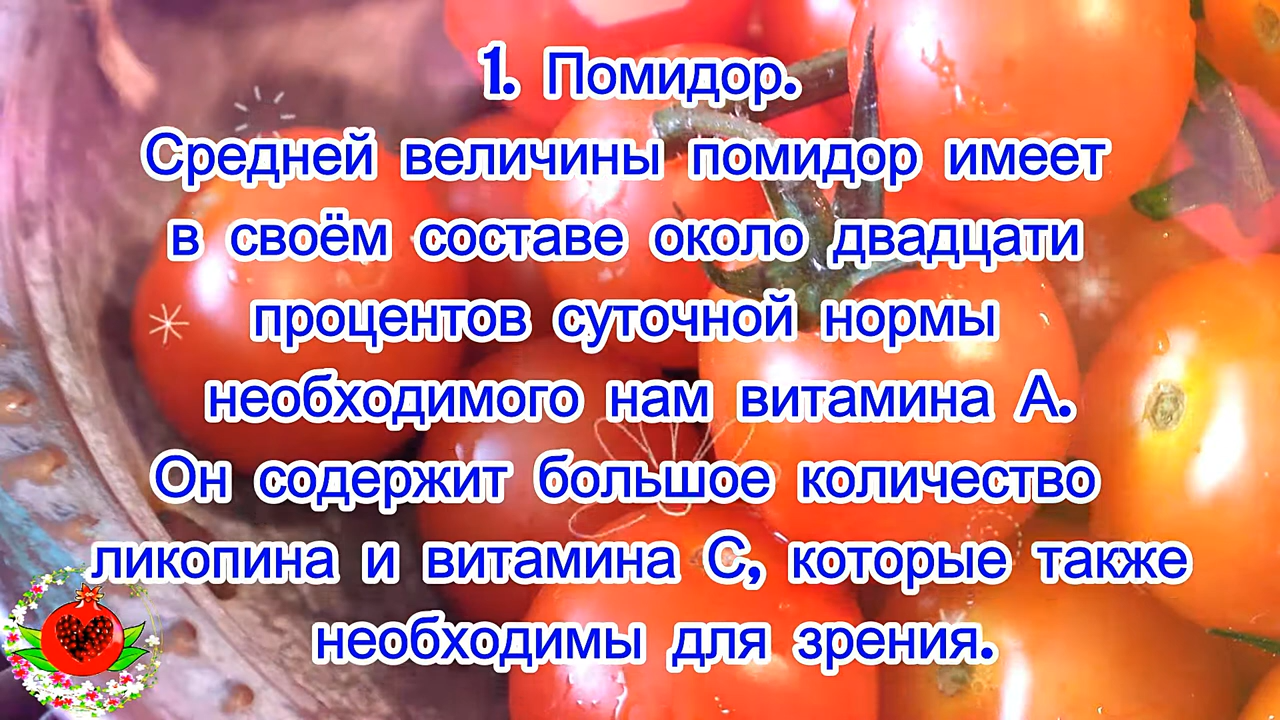 1. Помидор.
Средней величины помидор имеет
в своём составе около двадцати
процентов суточной нормы
необходимого нам витамина А.
Он содержит большое количество
ликопина и витамина С, которые также
необходимы для зрения.